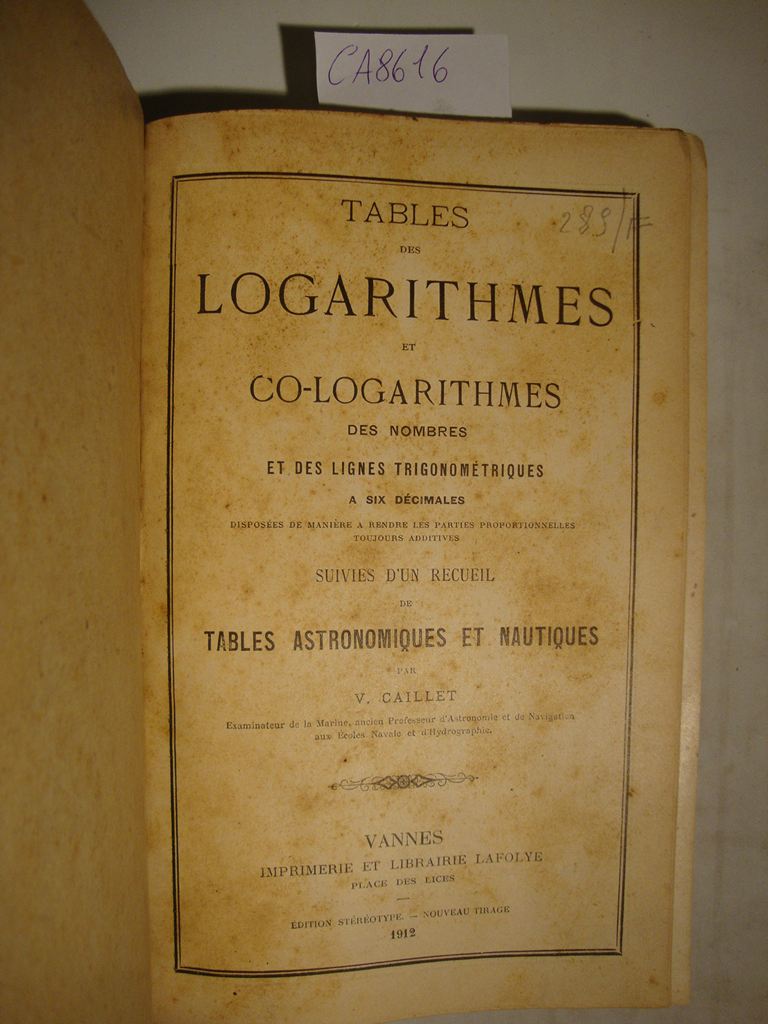 CA8616
289/
TABLES
DES
LOGARITHMES
ET
CO-LOGARITHMES
DES NOMBRES
ET DES LIGNES TRIGONOMÉTRIQUES
A SIX DÉCIMALES
DISPOSÉES DE MANIÈRE A RENDRE LES PARTIES PROPORTIONNELLES
TOUJOURS ADDITIVES
SUIVIES D'UN RECUEIL
DE
TABLES ASTRONOMIQUES ET NAUTIQUES
PAR
V. CAILLET
Examinateur de la Marine, ancien Professeur d'Astronomie et de Navigation
aux Écoles Navale et d'Hydrographie.
VANNES
IMPRIMERIE ET LIBRAIRIE LAFOLYE
PLACE DES LICES
ÉDITION STÉRÉOTYPE. — NOUVEAU TIRAGE
1912